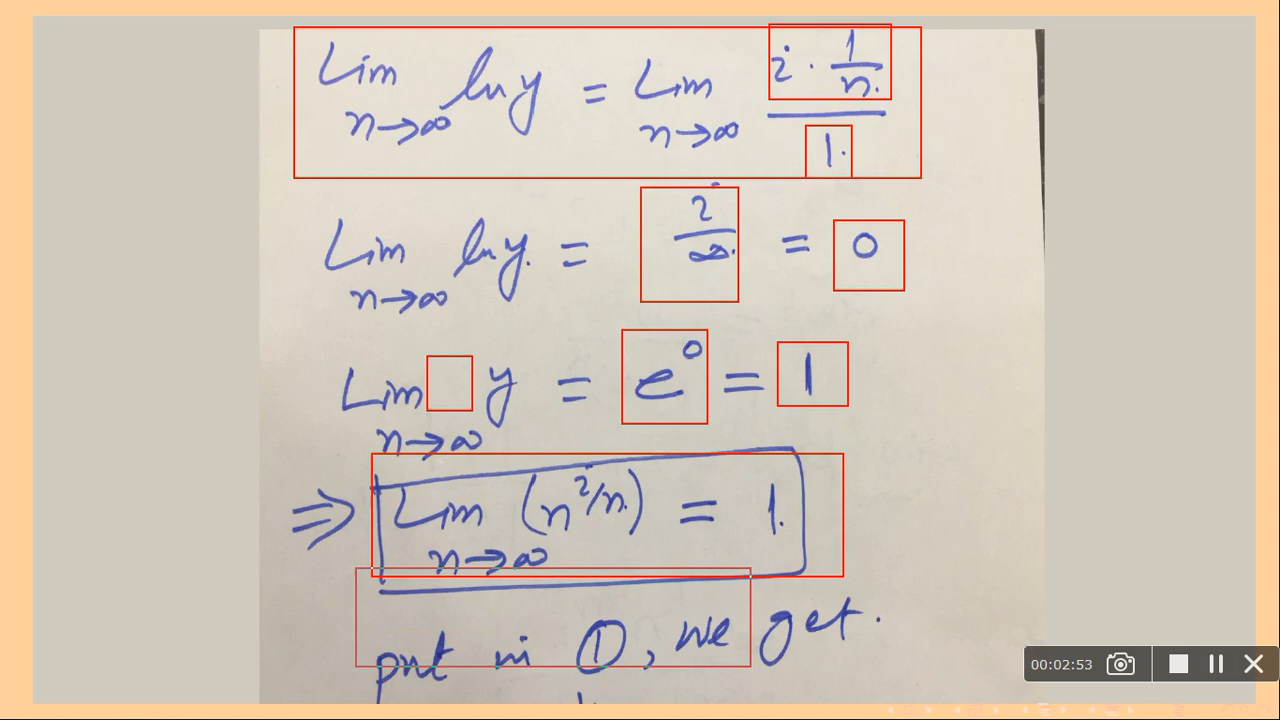 Lim n→∞ ln y = Lim n→∞ (2 · 1/n.) / 1.
Lim n→∞ ln y. = 2/∞. = 0
Lim n→∞ y = e^0 = 1
⇒ Lim n→∞ (n^2/n.) = 1.
put in ①, we get.
00:02:53